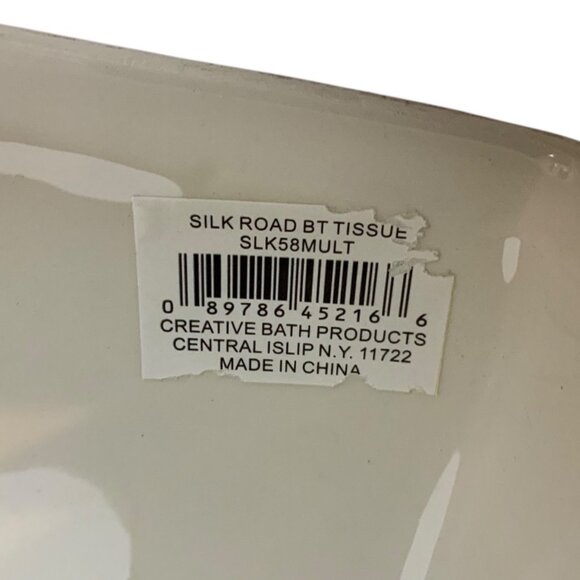 SILK ROAD BT TISSUE
SLK58MULT
0 89786 45216 6
CREATIVE BATH PRODUCTS
CENTRAL ISLIP N.Y. 11722
MADE IN CHINA